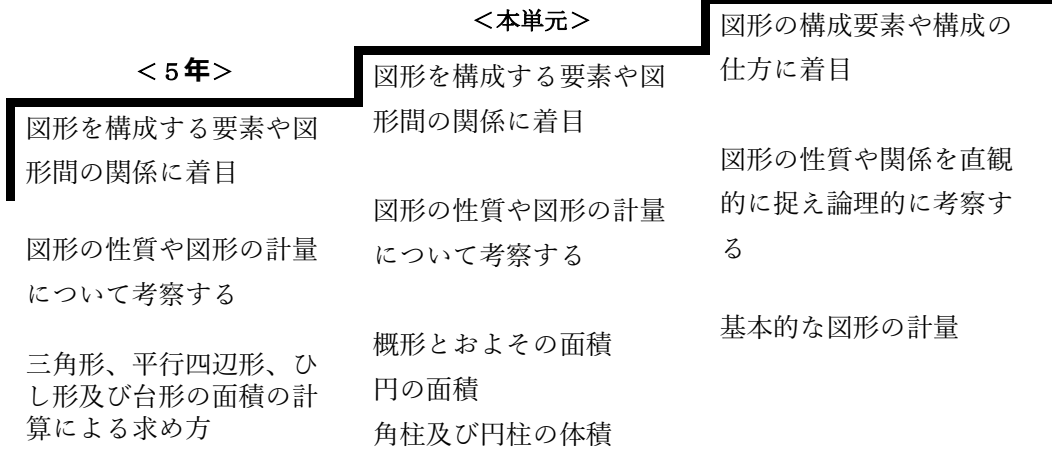 ＜５年＞
図形を構成する要素や図
形間の関係に着目
図形の性質や図形の計量
について考察する
三角形、平行四辺形、ひ
し形及び台形の面積の計
算による求め方
＜本単元＞
図形を構成する要素や図
形間の関係に着目
図形の性質や図形の計量
について考察する
概形とおよその面積
円の面積
角柱及び円柱の体積
図形の構成要素や構成の
仕方に着目
図形の性質や関係を直観
的に捉え論理的に考察す
る
基本的な図形の計量